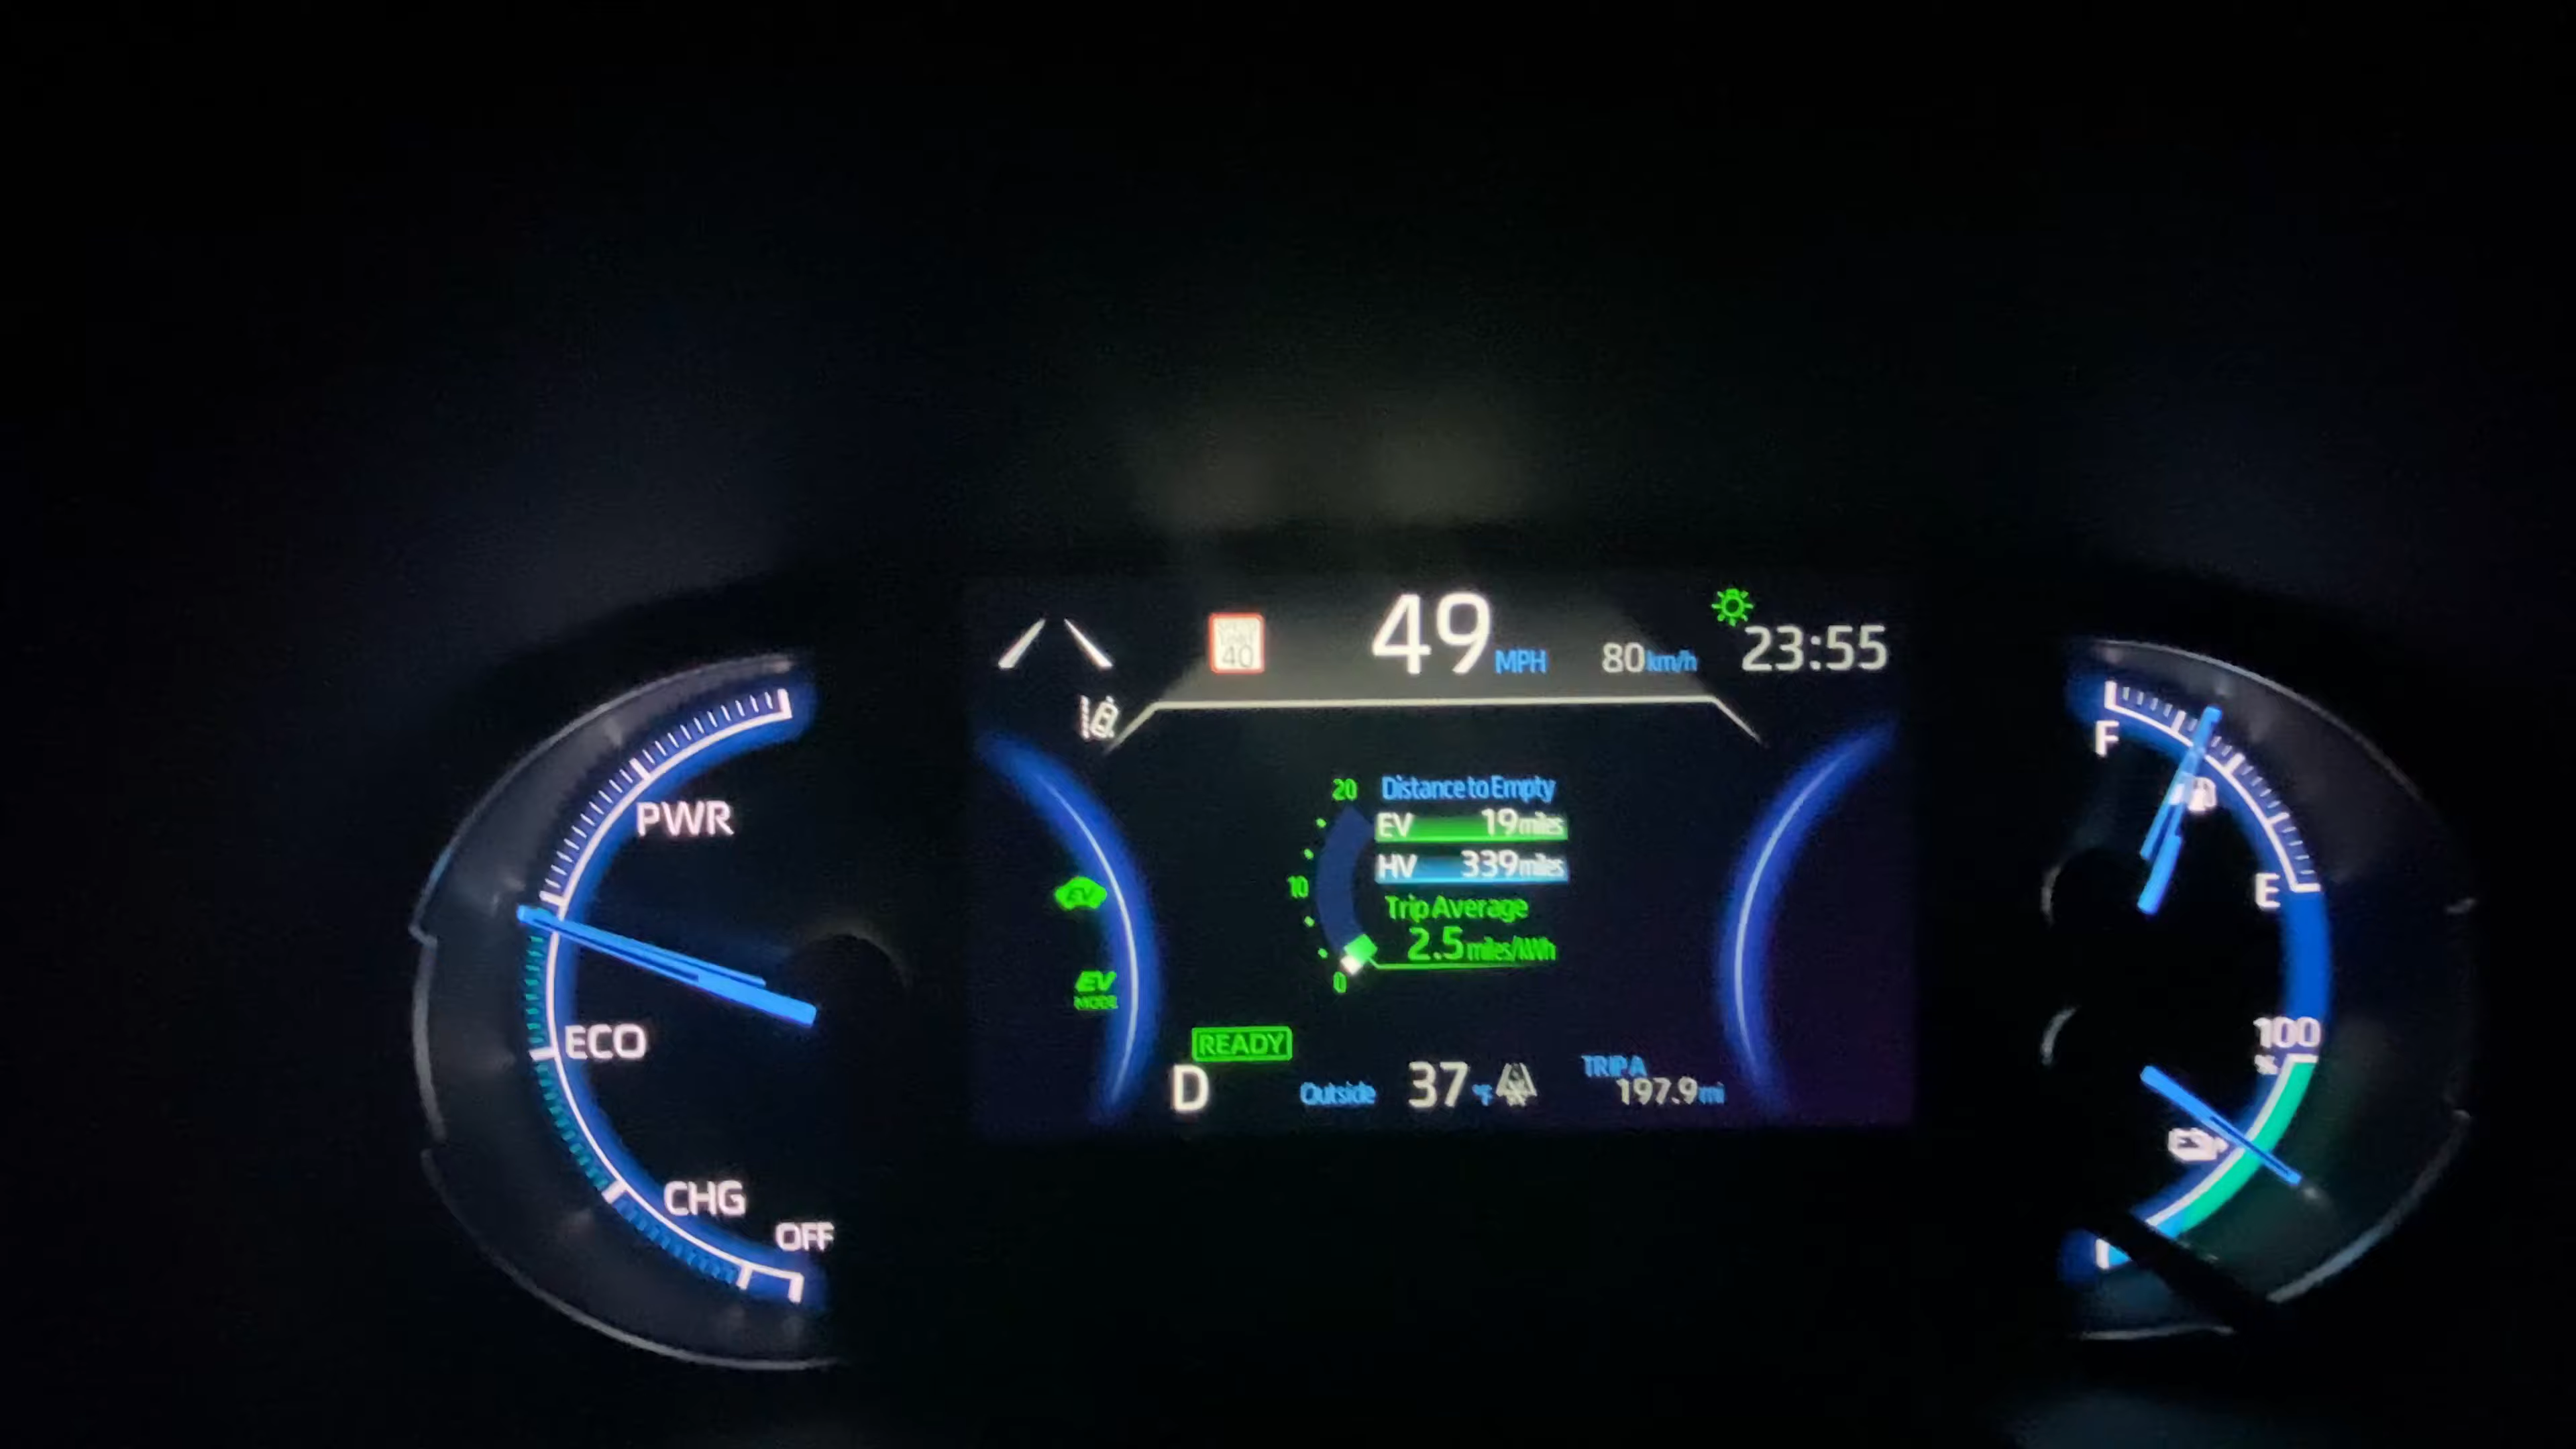 49 MPH 80 km/h 23:55
LIMIT
40
PWR
ECO
CHG
OFF
20
10
0
Distance to Empty
EV 19 miles
HV 339 miles
Trip Average
2.5 miles/kWh
EV
EV
MODE
READY
D
Outside 37 °F
TRIP A
197.9 mi
F
E
100
%